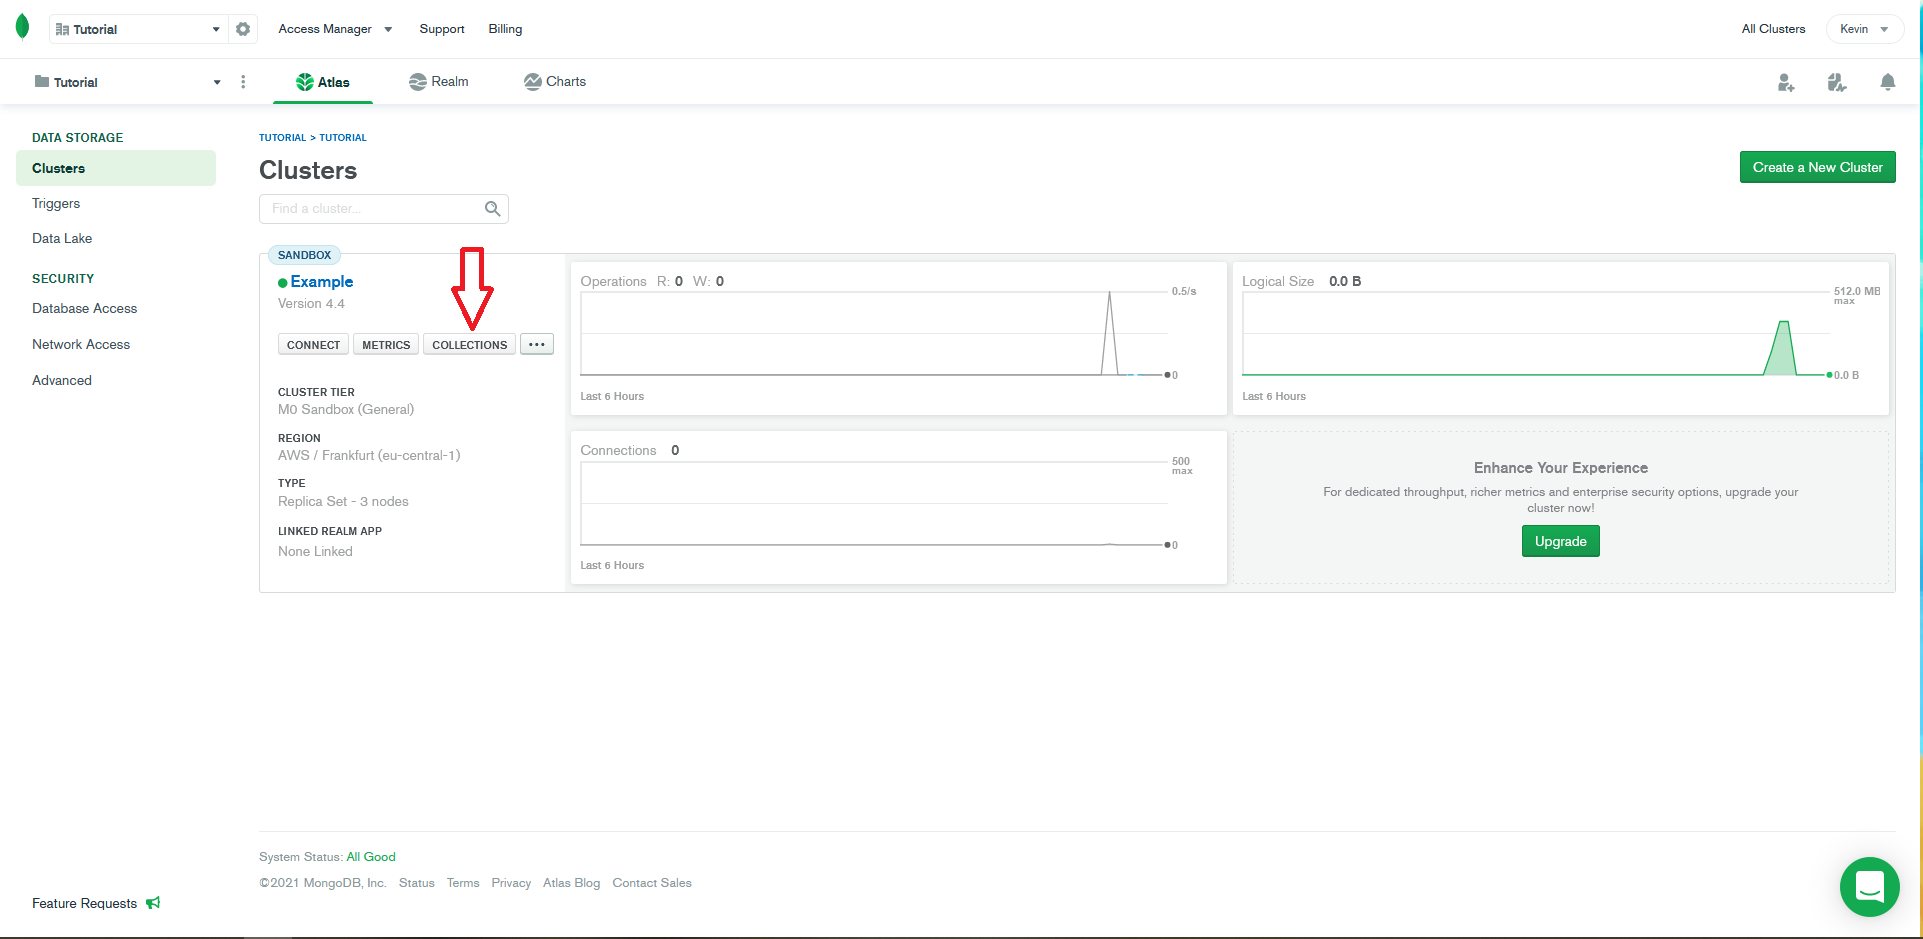 Tutorial
Access Manager
Support
Billing
All Clusters
Kevin
Tutorial
Atlas
Realm
Charts
DATA STORAGE
Clusters
Triggers
Data Lake
SECURITY
Database Access
Network Access
Advanced
Feature Requests
TUTORIAL > TUTORIAL
Clusters
Create a New Cluster
Find a cluster...
SANDBOX
Example
Version 4.4
CONNECT
METRICS
COLLECTIONS
...
CLUSTER TIER
M0 Sandbox (General)
REGION
AWS / Frankfurt (eu-central-1)
TYPE
Replica Set - 3 nodes
LINKED REALM APP
None Linked
Operations R: 0 W: 0
0.5/s
0
Last 6 Hours
Logical Size 0.0 B
512.0 MB
max
0.0 B
Last 6 Hours
Connections 0
500
max
0
Last 6 Hours
Enhance Your Experience
For dedicated throughput, richer metrics and enterprise security options, upgrade your
cluster now!
Upgrade
System Status: All Good
©2021 MongoDB, Inc. Status Terms Privacy Atlas Blog Contact Sales